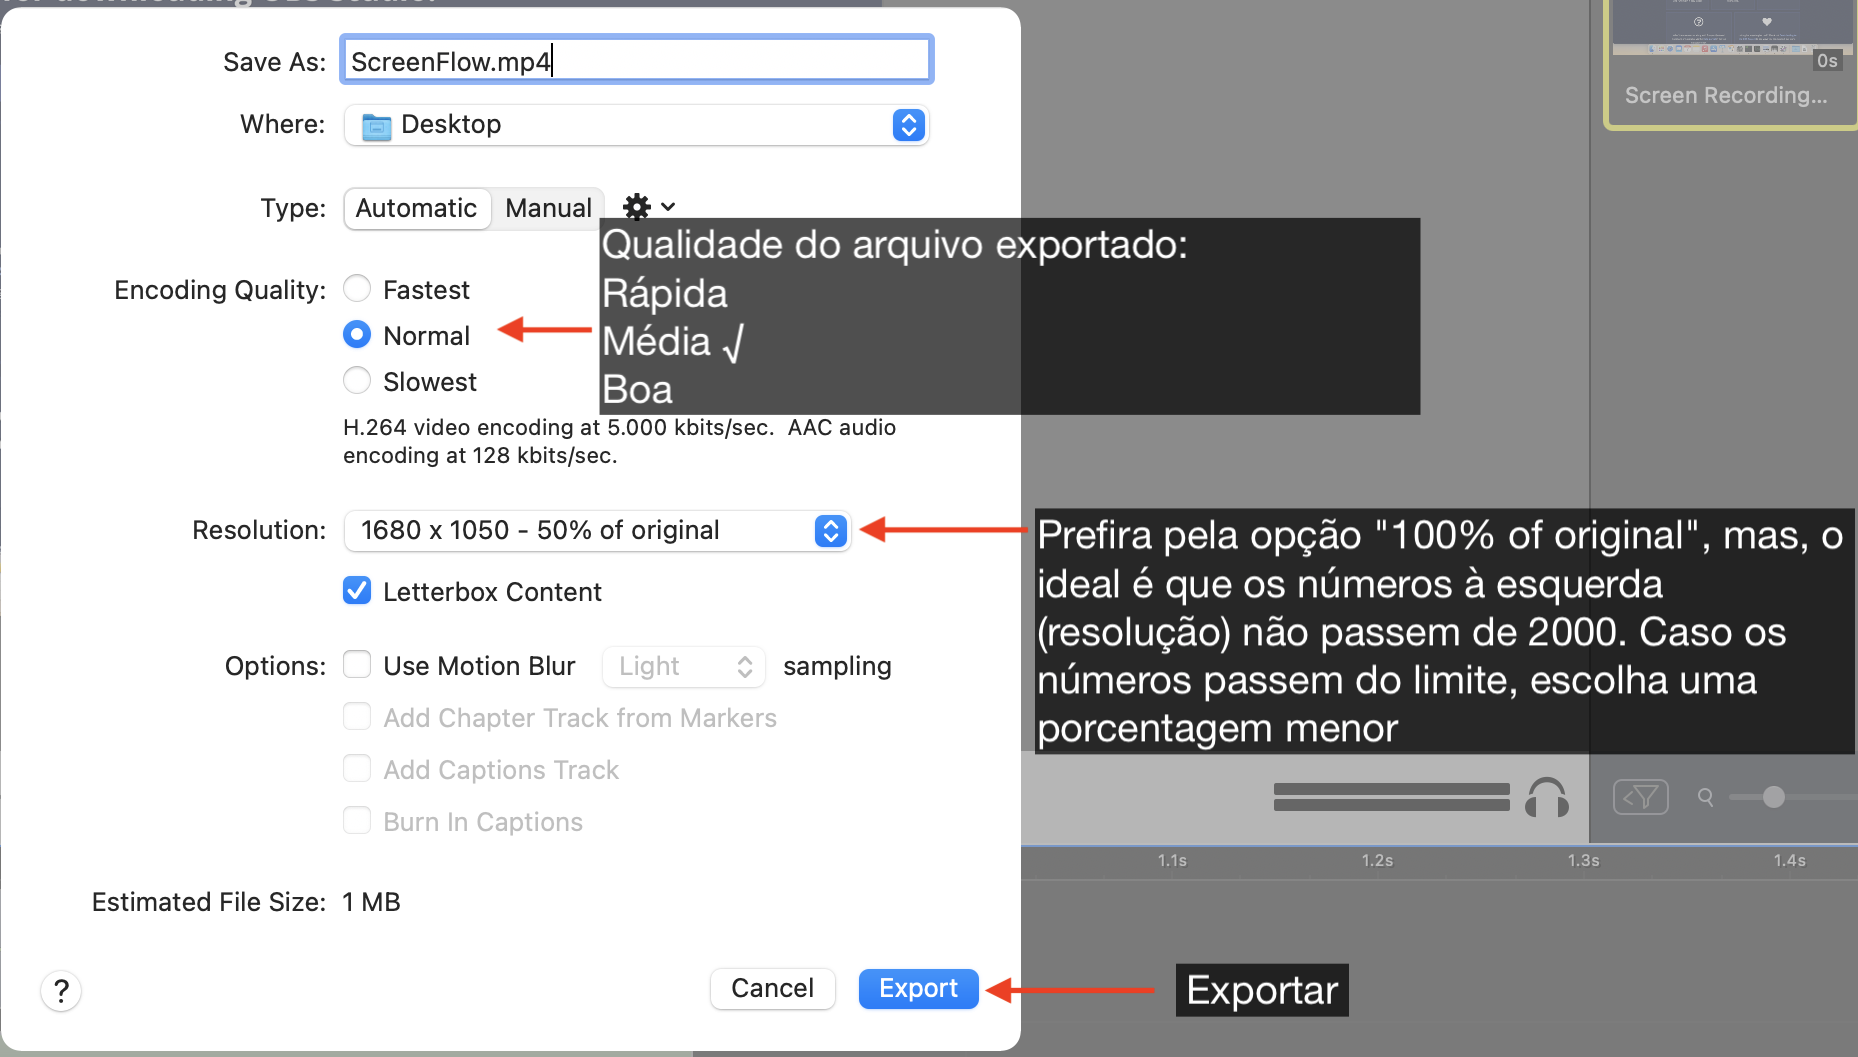 Save As: ScreenFlow.mp4
0s
Screen Recording...
Where: Desktop
Type: Automatic Manual
Qualidade do arquivo exportado:
Rápida
Média √
Boa
Encoding Quality: Fastest
Normal
Slowest
H.264 video encoding at 5.000 kbits/sec. AAC audio
encoding at 128 kbits/sec.
Resolution: 1680 x 1050 - 50% of original
Prefira pela opção "100% of original", mas, o
ideal é que os números à esquerda
(resolução) não passem de 2000. Caso os
números passem do limite, escolha uma
porcentagem menor
Letterbox Content
Options: Use Motion Blur Light sampling
Add Chapter Track from Markers
Add Captions Track
Burn In Captions
1.1s 1.2s 1.3s 1.4s
Estimated File Size: 1 MB
? Cancel Export
Exportar